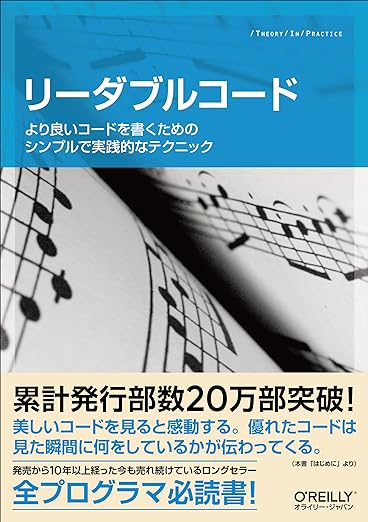 /THEORY/IN/PRACTICE
リーダブルコード
より良いコードを書くための
シンプルで実践的なテクニック
累計発行部数20万部突破!
美しいコードを見ると感動する。優れたコードは
見た瞬間に何をしているかが伝わってくる。
(本書「はじめに」より)
発売から10年以上経った今も売れ続けているロングセラー
全プログラマ必読書!
O'REILLY®
オライリー・ジャパン